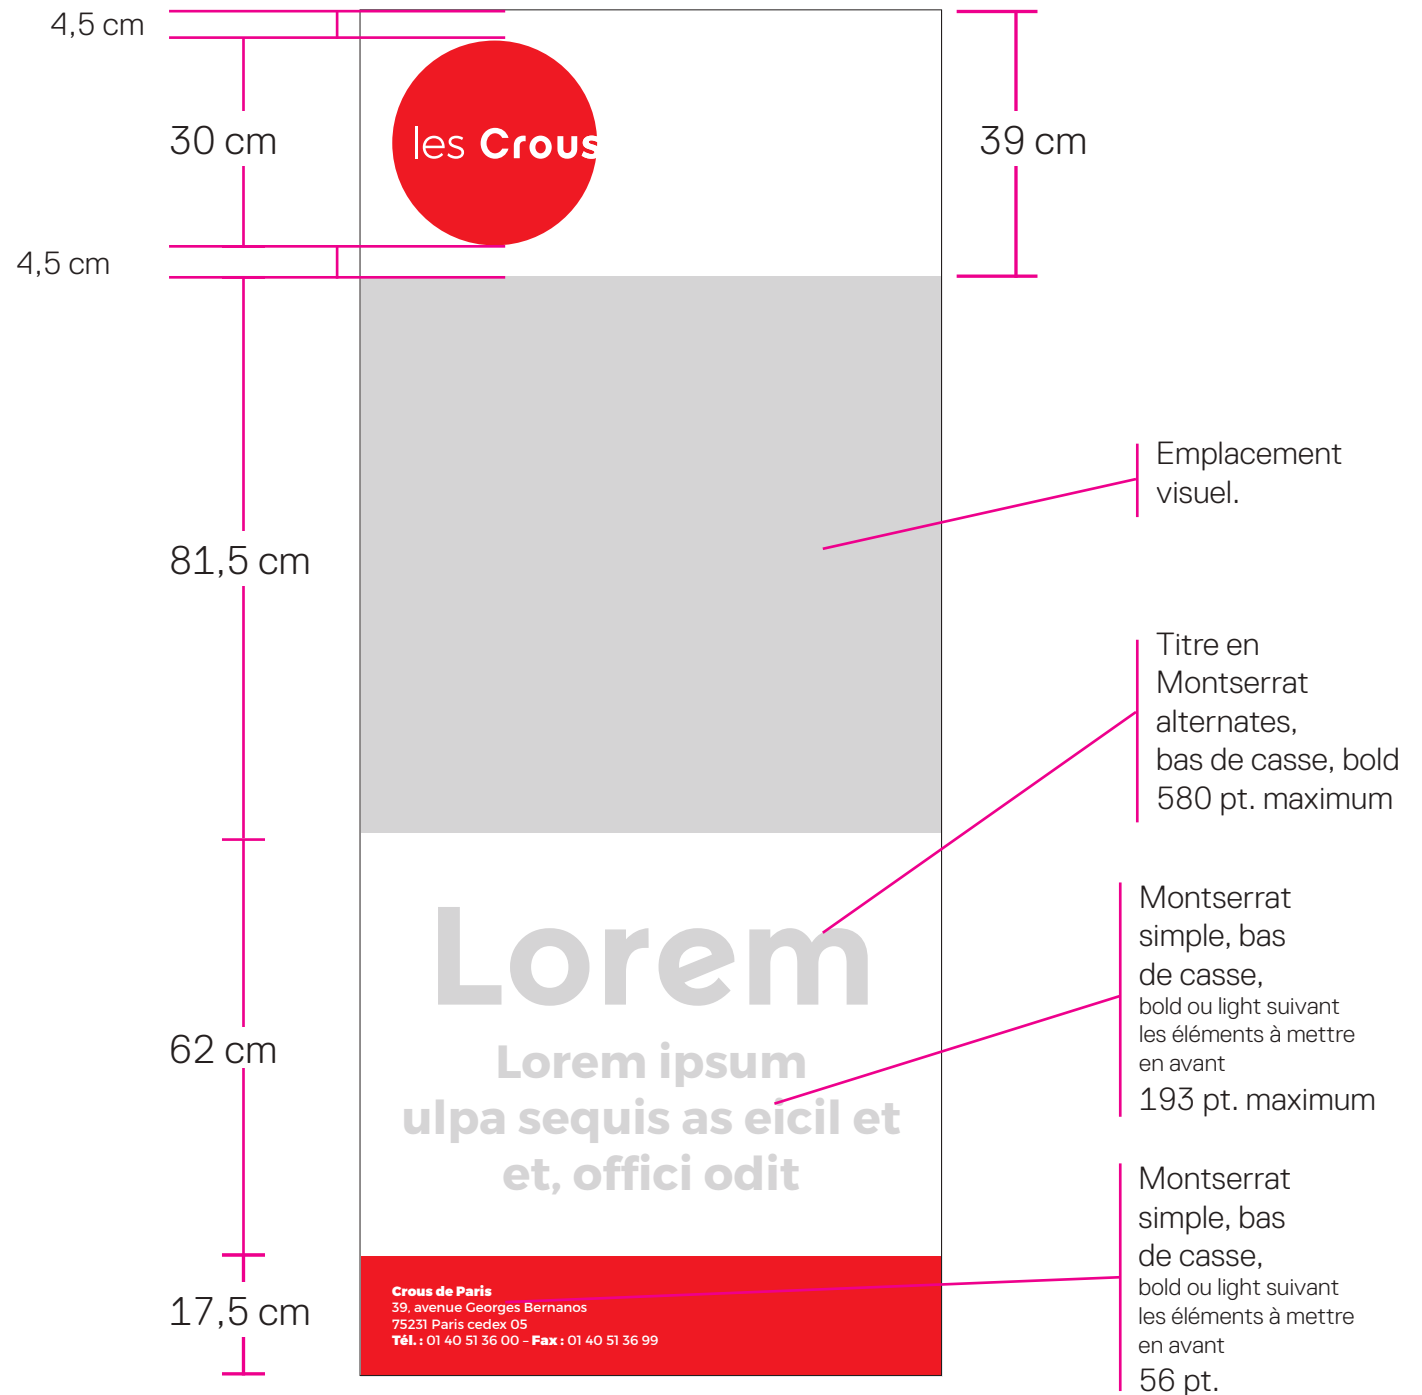 4,5 cm
30 cm
4,5 cm
39 cm
les Crous
81,5 cm
Emplacement
visuel.
Titre en
Montserrat
alternates,
bas de casse, bold
580 pt. maximum
62 cm
Lorem
Lorem ipsum
ulpa sequis as eicil et
et, offici odit
Montserrat
simple, bas
de casse,
bold ou light suivant
les éléments à mettre
en avant
193 pt. maximum
17,5 cm
Crous de Paris
39, avenue Georges Bernanos
75231 Paris cedex 05
Tél. : 01 40 51 36 00 – Fax : 01 40 51 36 99
Montserrat
simple, bas
de casse,
bold ou light suivant
les éléments à mettre
en avant
56 pt.